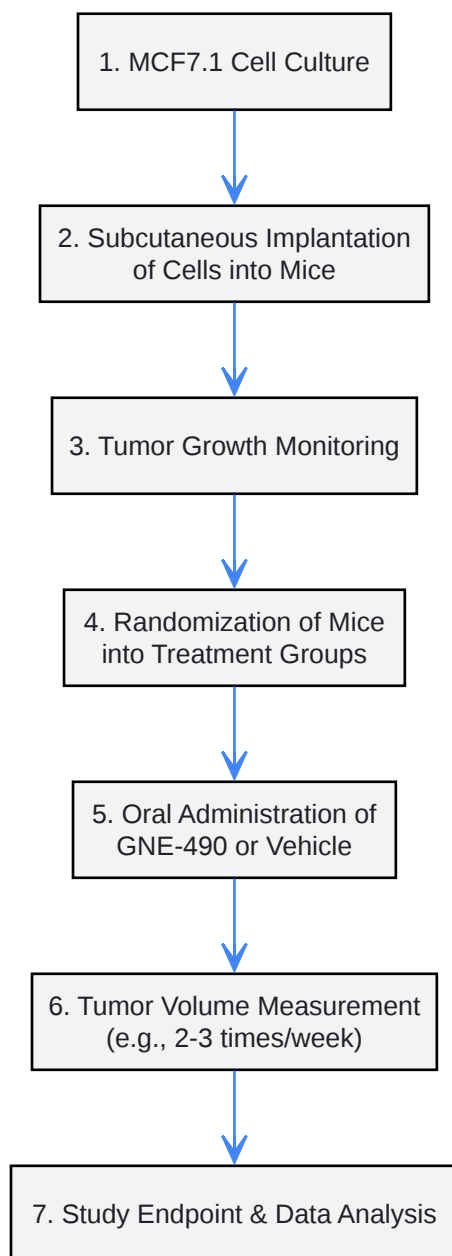 1. MCF7.1 Cell Culture
2. Subcutaneous Implantation
of Cells into Mice
3. Tumor Growth Monitoring
4. Randomization of Mice
into Treatment Groups
5. Oral Administration of
GNE-490 or Vehicle
6. Tumor Volume Measurement
(e.g., 2-3 times/week)
7. Study Endpoint & Data Analysis